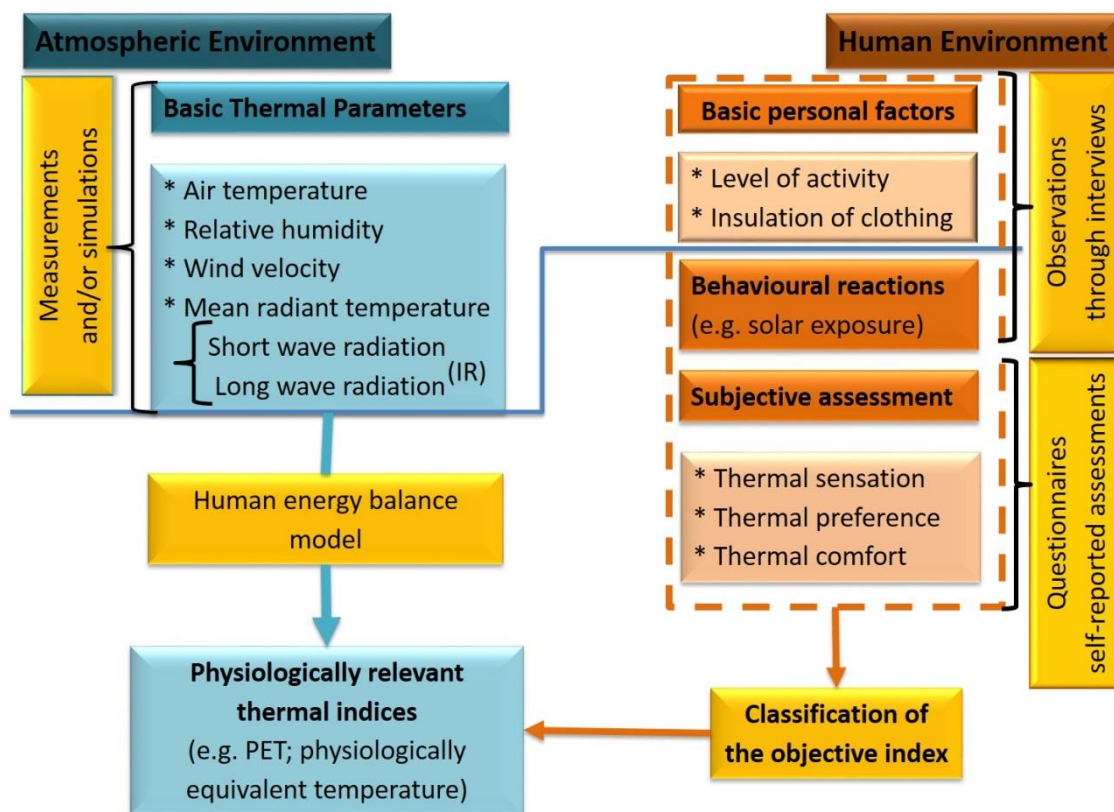 Atmospheric Environment
Measurements
and/or simulations
Basic Thermal Parameters
* Air temperature
* Relative humidity
* Wind velocity
* Mean radiant temperature
Short wave radiation
Long wave radiation (IR)
Human energy balance
model
Physiologically relevant
thermal indices
(e.g. PET; physiologically
equivalent temperature)
Human Environment
Basic personal factors
* Level of activity
* Insulation of clothing
Behavioural reactions
(e.g. solar exposure)
Observations
through interviews
Subjective assessment
* Thermal sensation
* Thermal preference
* Thermal comfort
Questionnaires
self-reported assessments
Classification of
the objective index